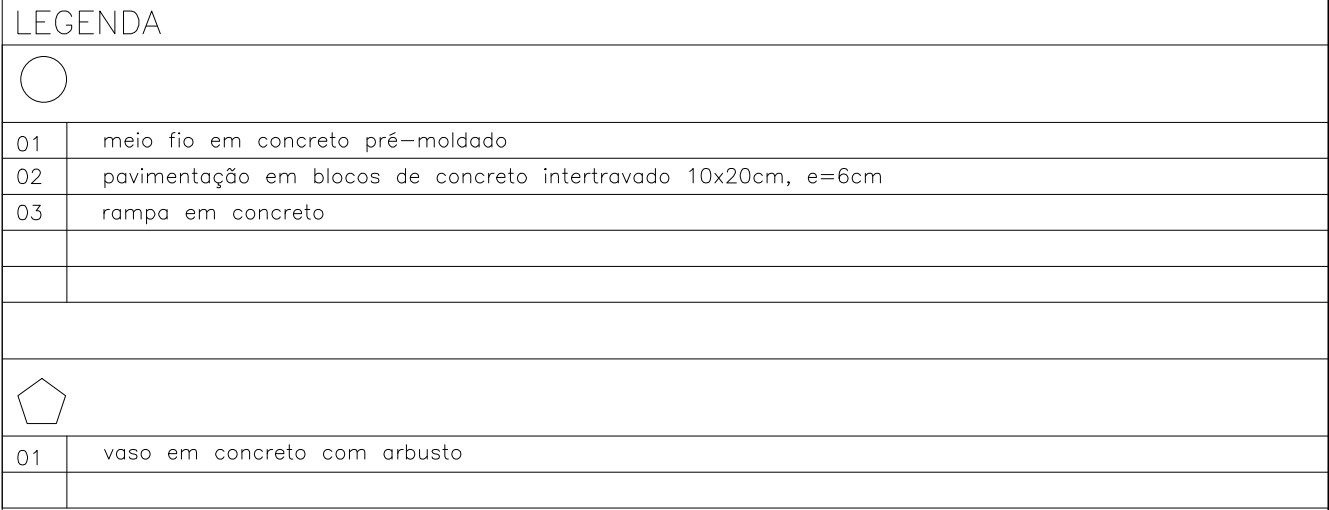 LEGENDA
01 meio fio em concreto pré-moldado
02 pavimentação em blocos de concreto intertravado 10x20cm, e=6cm
03 rampa em concreto
01 vaso em concreto com arbusto